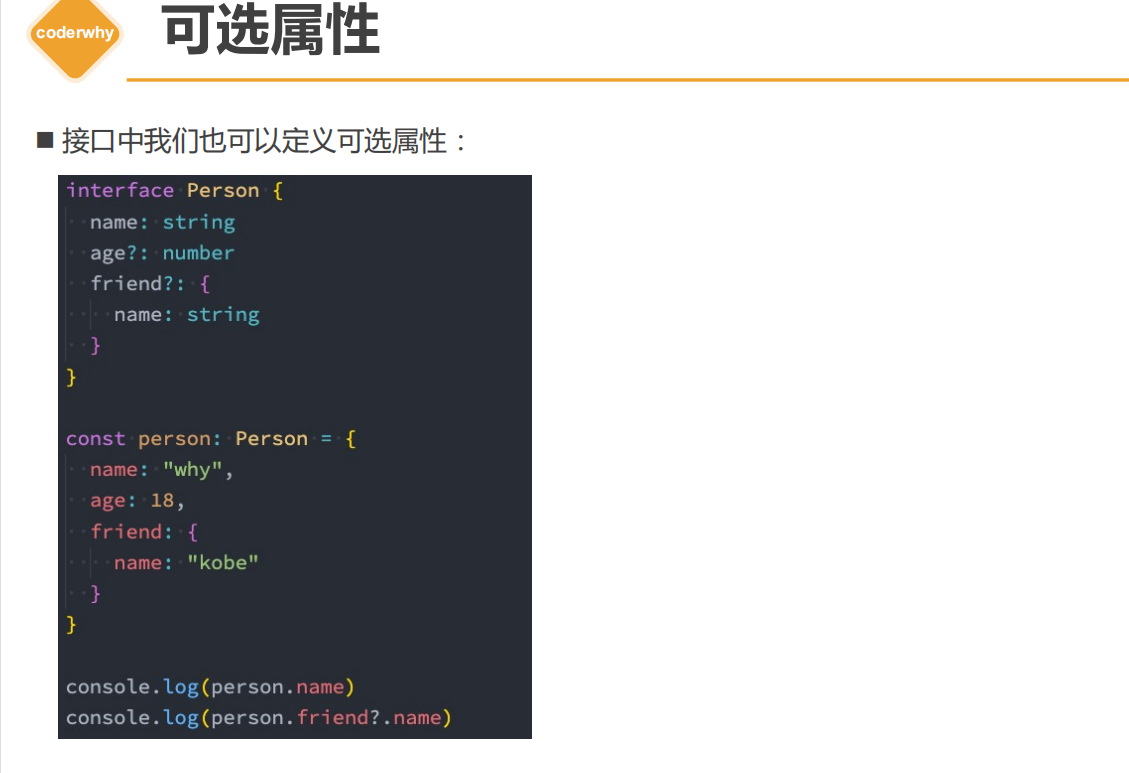 coderwhy
可选属性
■ 接口中我们也可以定义可选属性：
interface Person {
  name: string
  age?: number
  friend?: {
    name: string
  }
}
const person: Person = {
  name: "why",
  age: 18,
  friend: {
    name: "kobe"
  }
}
console.log(person.name)
console.log(person.friend?.name)